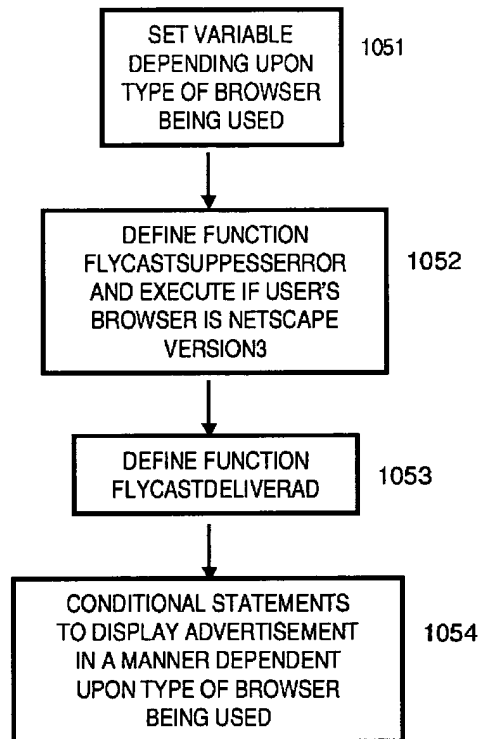 SET VARIABLE
DEPENDING UPON
TYPE OF BROWSER
BEING USED
1051
DEFINE FUNCTION
FLYCASTSUPPESSERROR
AND EXECUTE IF USER'S
BROWSER IS NETSCAPE
VERSION3
1052
DEFINE FUNCTION
FLYCASTDELIVERAD
1053
CONDITIONAL STATEMENTS
TO DISPLAY ADVERTISEMENT
IN A MANNER DEPENDENT
UPON TYPE OF BROWSER
BEING USED
1054